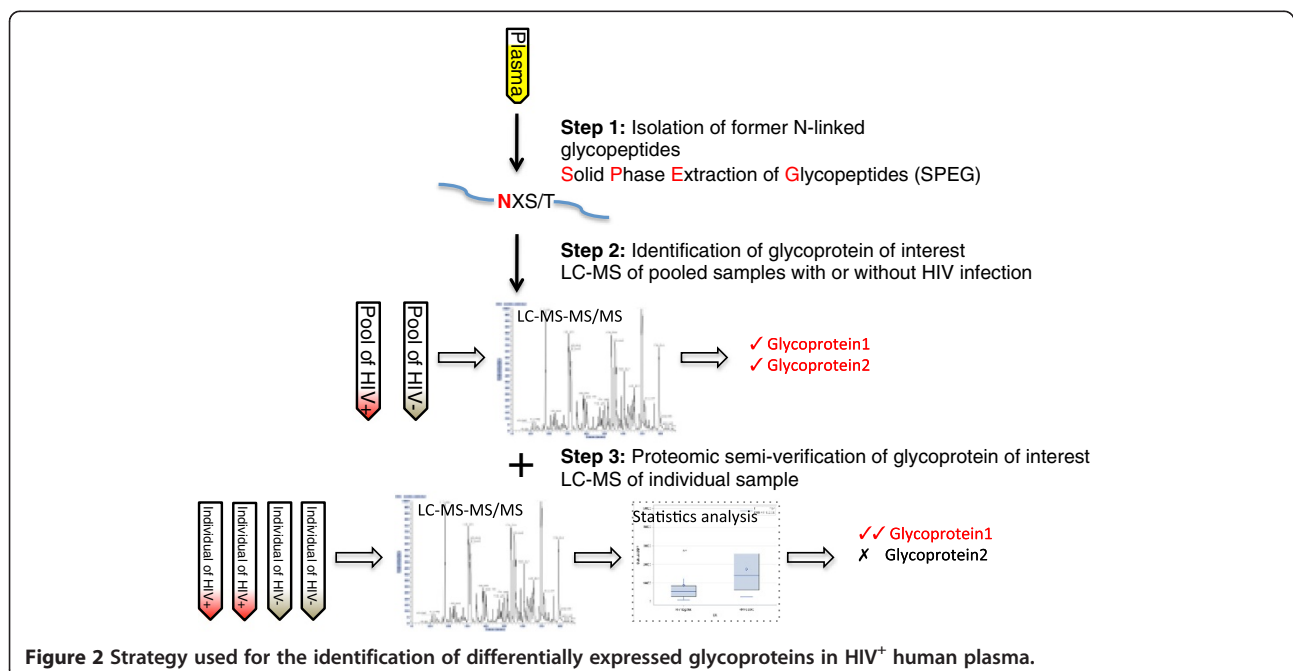 Plasma
Step 1: Isolation of former N-linked
glycopeptides
Solid Phase Extraction of Glycopeptides (SPEG)
NXS/T
Step 2: Identification of glycoprotein of interest
LC-MS of pooled samples with or without HIV infection
Pool of HIV+
Pool of HIV-
LC-MS-MS/MS
✓ Glycoprotein1
✓ Glycoprotein2
+
Step 3: Proteomic semi-verification of glycoprotein of interest
LC-MS of individual sample
Individual of HIV+
Individual of HIV+
Individual of HIV-
Individual of HIV-
LC-MS-MS/MS
Statistics analysis
✓✓ Glycoprotein1
✗ Glycoprotein2
Figure 2 Strategy used for the identification of differentially expressed glycoproteins in HIV+ human plasma.